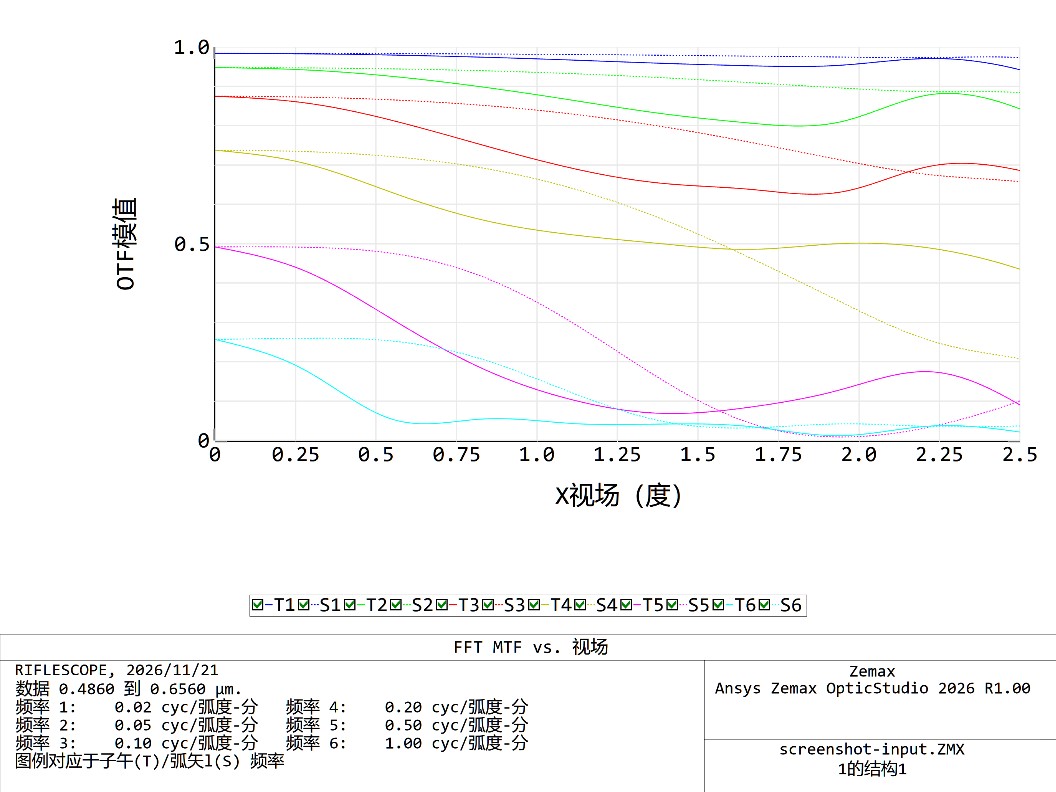 1.0
0.5
0
OTF模值
0 0.25 0.5 0.75 1.0 1.25 1.5 1.75 2.0 2.25 2.5
X视场（度）
T1 S1 T2 S2 T3 S3 T4 S4 T5 S5 T6 S6
FFT MTF vs. 视场
RIFLESCOPE, 2026/11/21
数据 0.4860 到 0.6560 µm.
频率 1: 0.02 cyc/弧度-分 频率 4: 0.20 cyc/弧度-分
频率 2: 0.05 cyc/弧度-分 频率 5: 0.50 cyc/弧度-分
频率 3: 0.10 cyc/弧度-分 频率 6: 1.00 cyc/弧度-分
图例对应于子午(T)/弧矢l(S) 频率
Zemax
Ansys Zemax OpticStudio 2026 R1.00
screenshot-input.ZMX
1的结构1